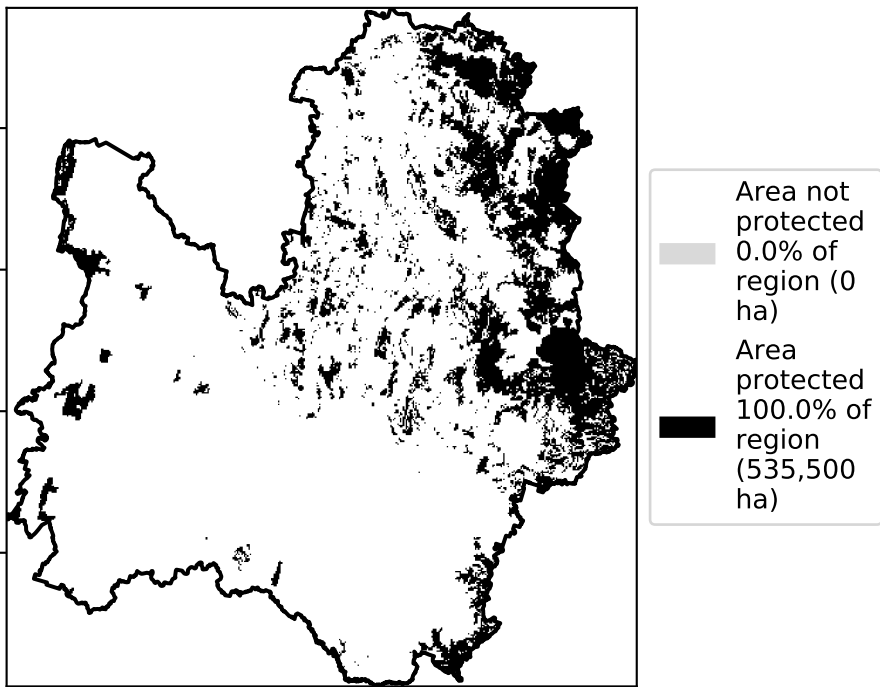 Area not
protected
0.0% of
region (0
ha)
Area
protected
100.0% of
region
(535,500
ha)